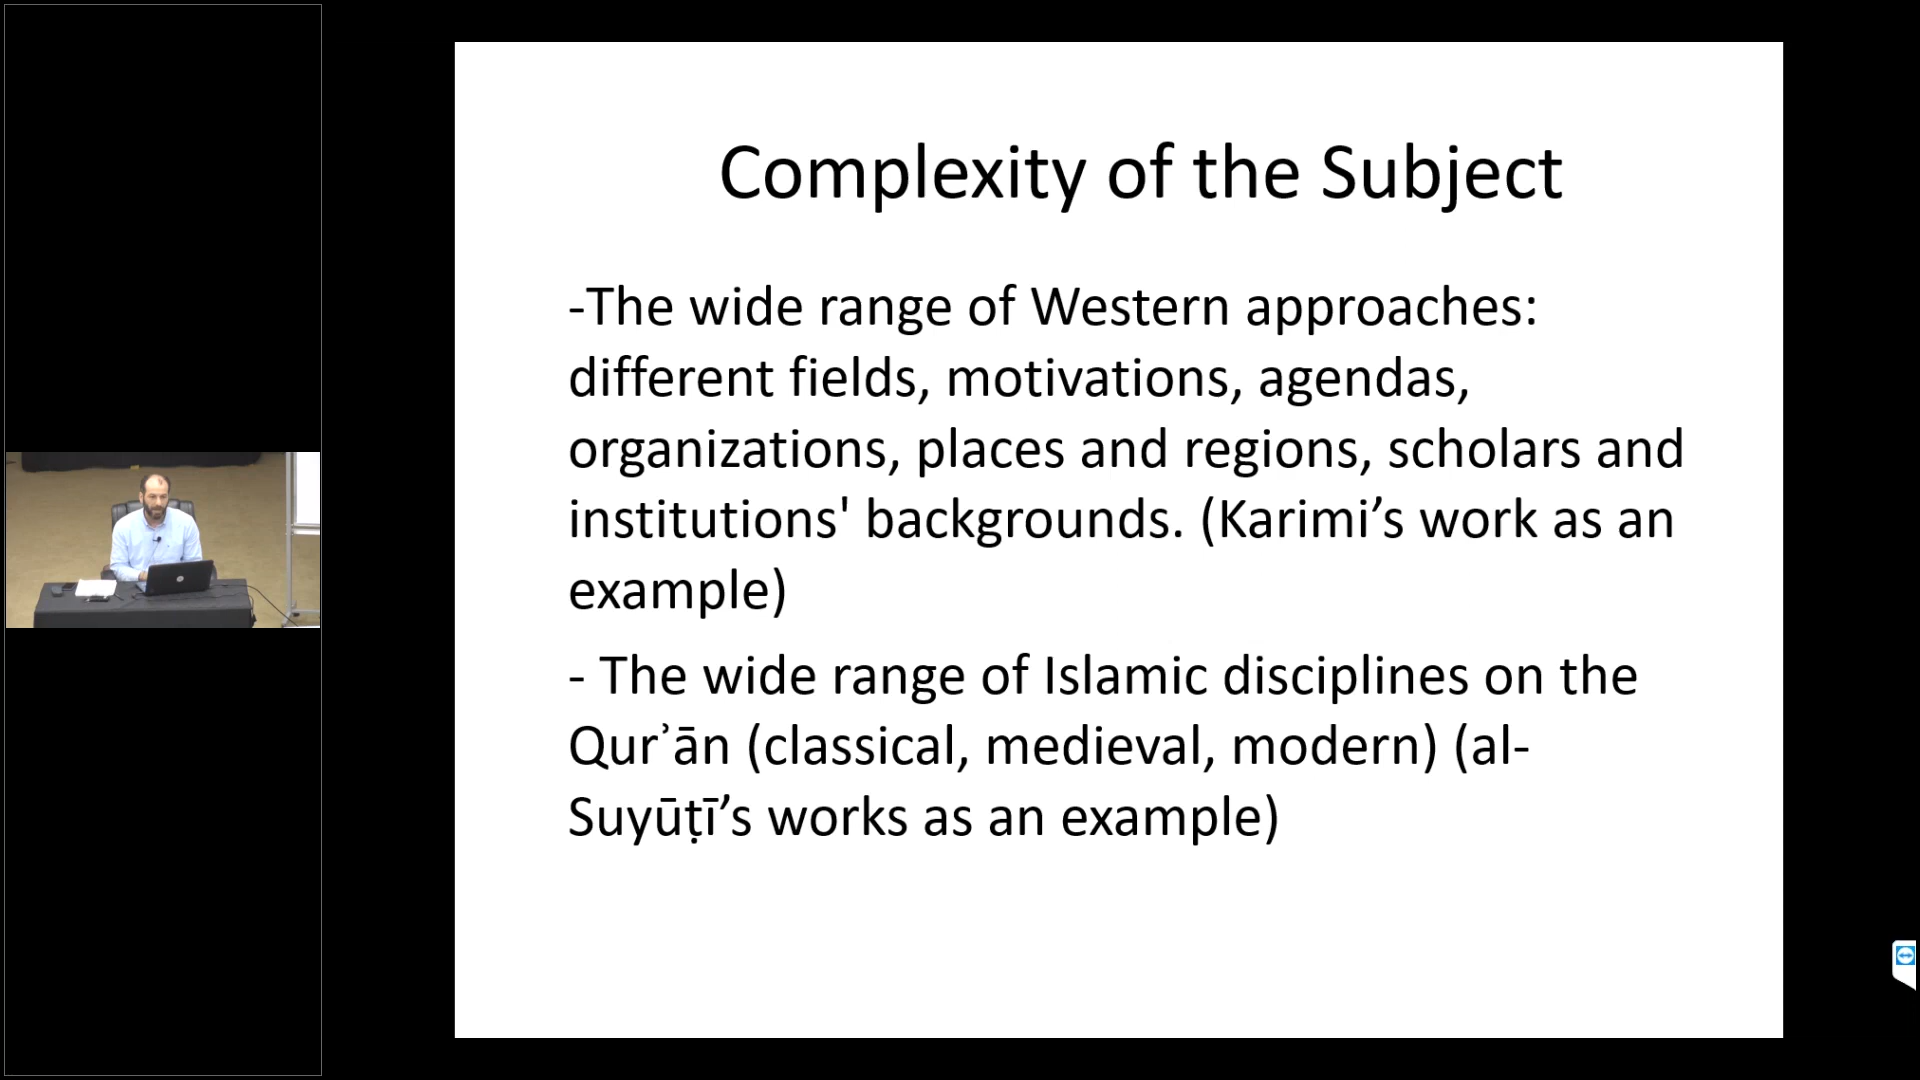 Complexity of the Subject
-The wide range of Western approaches:
different fields, motivations, agendas,
organizations, places and regions, scholars and
institutions' backgrounds. (Karimi’s work as an
example)
- The wide range of Islamic disciplines on the
Qurʾān (classical, medieval, modern) (al-
Suyūṭī’s works as an example)